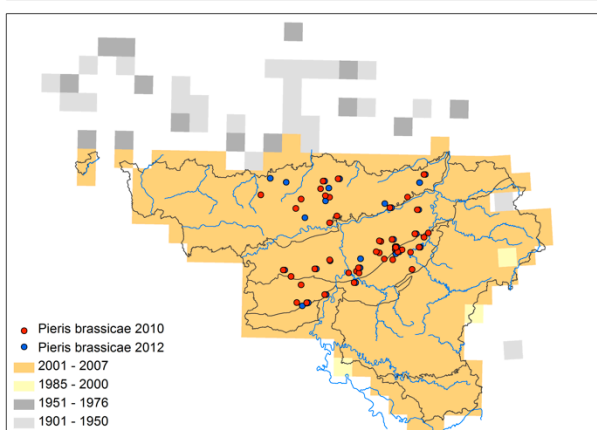 Pieris brassicae 2010
Pieris brassicae 2012
2001 - 2007
1985 - 2000
1951 - 1976
1901 - 1950